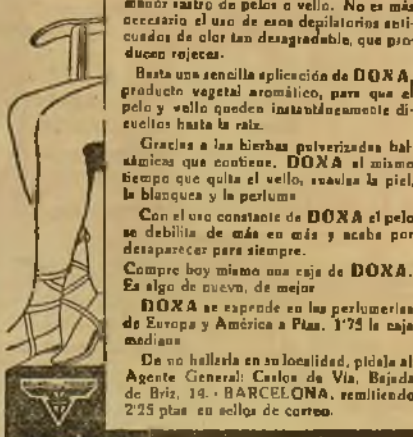 menor rastro de pelos o vello. No es más
necesario el uso de esos depilatorios anti-
cuados de olor tan desagradable, que pro-
ducen rojeces.
Basta una sencilla aplicación de DOXA,
producto vegetal aromático, para que el
pelo y vello queden instantáneamente di-
sueltos hasta la raíz.
Gracias a las hierbas pulverizadas bal-
sámicas que contiene, DOXA al mismo
tiempo que quita el vello, suaviza la piel,
la blanquea y la perfuma
Con el uso constante de DOXA el pelo
se debilita de más en más y acaba por
desaparecer para siempre.
Compre hoy mismo una caja de DOXA.
Es algo de nuevo, de mejor
DOXA se expende en las perfumerías
de Europa y América a Ptas. 1'75 la caja
mediana
De no hallarla en su localidad, pídala al
Agente General: Carlos de Vía, Bajada
de Briz, 14. - BARCELONA, remitiendo
2'25 ptas en sellos de correo.